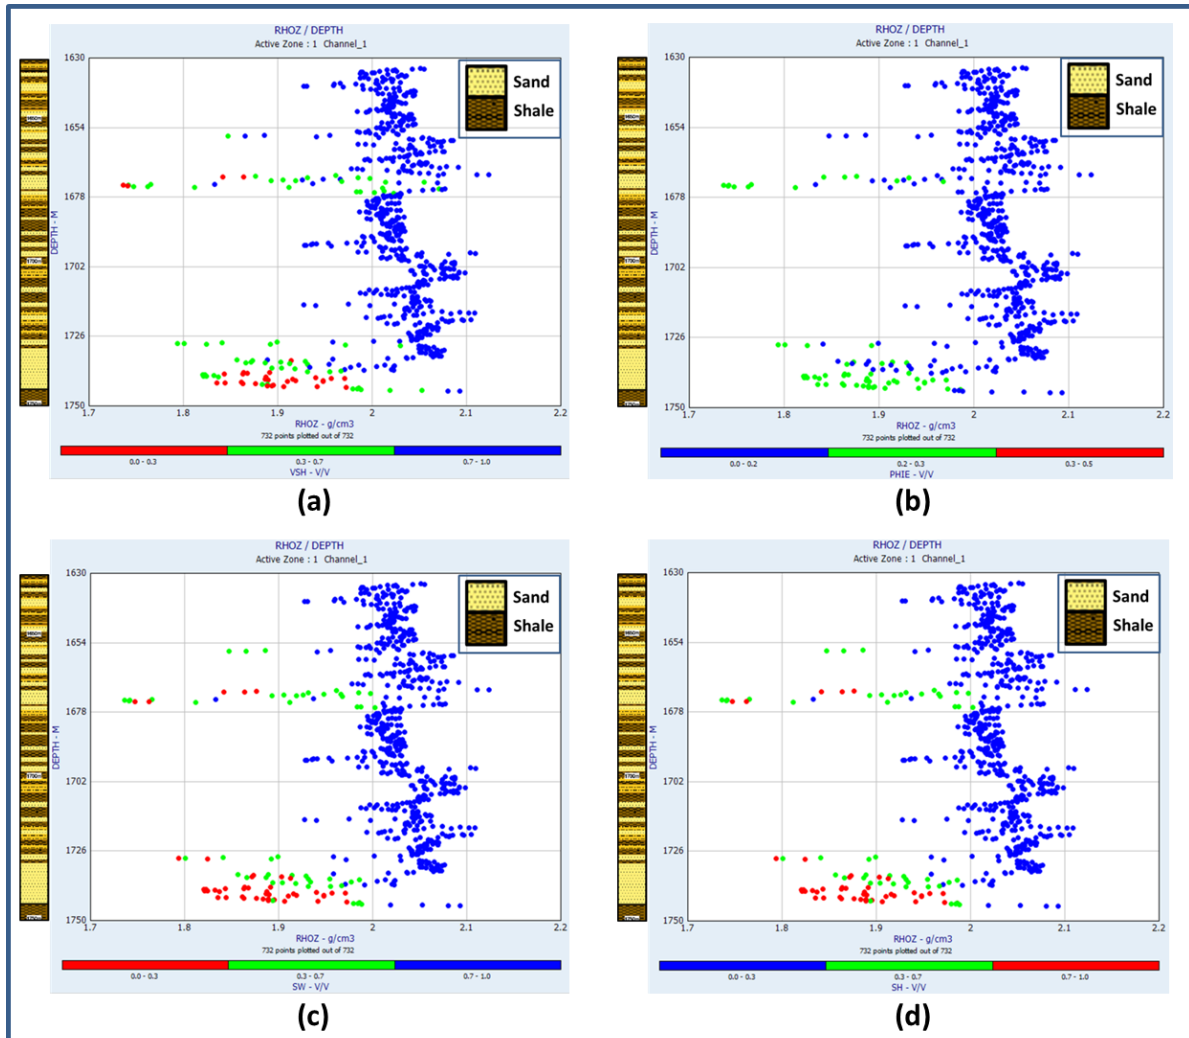 RHOZ / DEPTH
Active Zone : 1 Channel_1
1630
Sand
Shale
1654
1678
DEPTH - M
1700m
1702
1726
1750
1.7 1.8 1.9 2 2.1 2.2
RHOZ - g/cm3
732 points plotted out of 732
0.0 - 0.3 0.3 - 0.7 0.7 - 1.0
VSH - V/V
(a)
RHOZ / DEPTH
Active Zone : 1 Channel_1
1630
Sand
Shale
1654
1678
DEPTH - M
1700m
1702
1726
1750
1.7 1.8 1.9 2 2.1 2.2
RHOZ - g/cm3
732 points plotted out of 732
0.0 - 0.2 0.2 - 0.3 0.3 - 0.5
PHIE - V/V
(b)
RHOZ / DEPTH
Active Zone : 1 Channel_1
1630
Sand
Shale
1654
1678
DEPTH - M
1700m
1702
1726
1750
1.7 1.8 1.9 2 2.1 2.2
RHOZ - g/cm3
732 points plotted out of 732
0.0 - 0.3 0.3 - 0.7 0.7 - 1.0
SW - V/V
(c)
RHOZ / DEPTH
Active Zone : 1 Channel_1
1630
Sand
Shale
1654
1678
DEPTH - M
1700m
1702
1726
1750
1.7 1.8 1.9 2 2.1 2.2
RHOZ - g/cm3
732 points plotted out of 732
0.0 - 0.3 0.3 - 0.7 0.7 - 1.0
SH - V/V
(d)